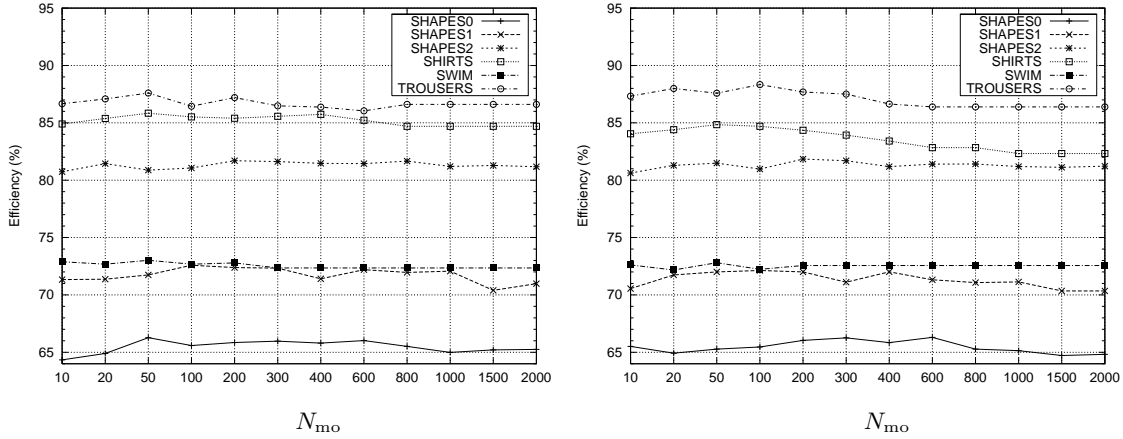 95
90
85
80
75
70
65
Efficiency (%)
10 20 50 100 200 300 400 600 800 1000 1500 2000
SHAPES0
SHAPES1
SHAPES2
SHIRTS
SWIM
TROUSERS
N_mo
95
90
85
80
75
70
65
Efficiency (%)
10 20 50 100 200 300 400 600 800 1000 1500 2000
SHAPES0
SHAPES1
SHAPES2
SHIRTS
SWIM
TROUSERS
N_mo